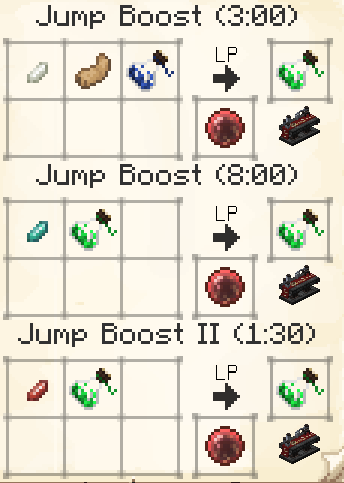 Jump Boost (3:00)
LP
Jump Boost (8:00)
LP
Jump Boost II (1:30)
LP